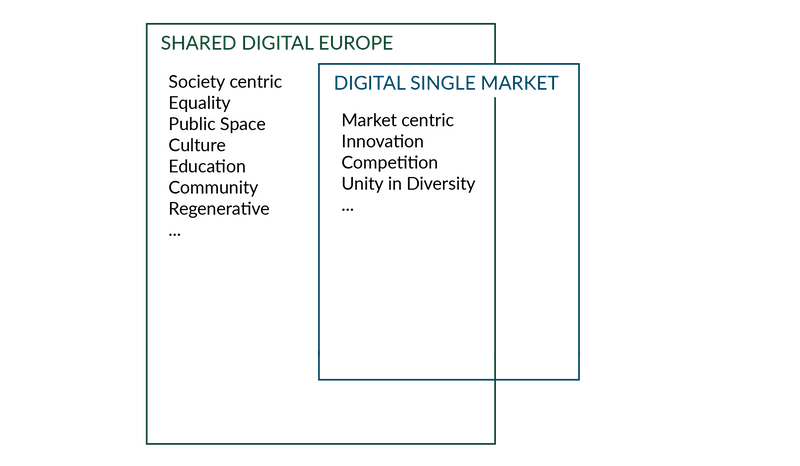 SHARED DIGITAL EUROPE
Society centric
Equality
Public Space
Culture
Education
Community
Regenerative
...
DIGITAL SINGLE MARKET
Market centric
Innovation
Competition
Unity in Diversity
...